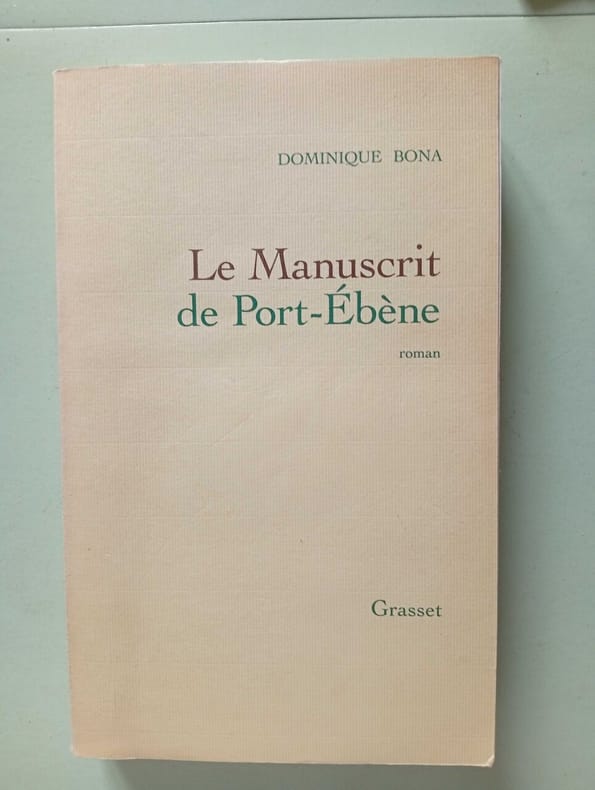 DOMINIQUE BONA
Le Manuscrit
de Port-Ébène
roman
Grasset